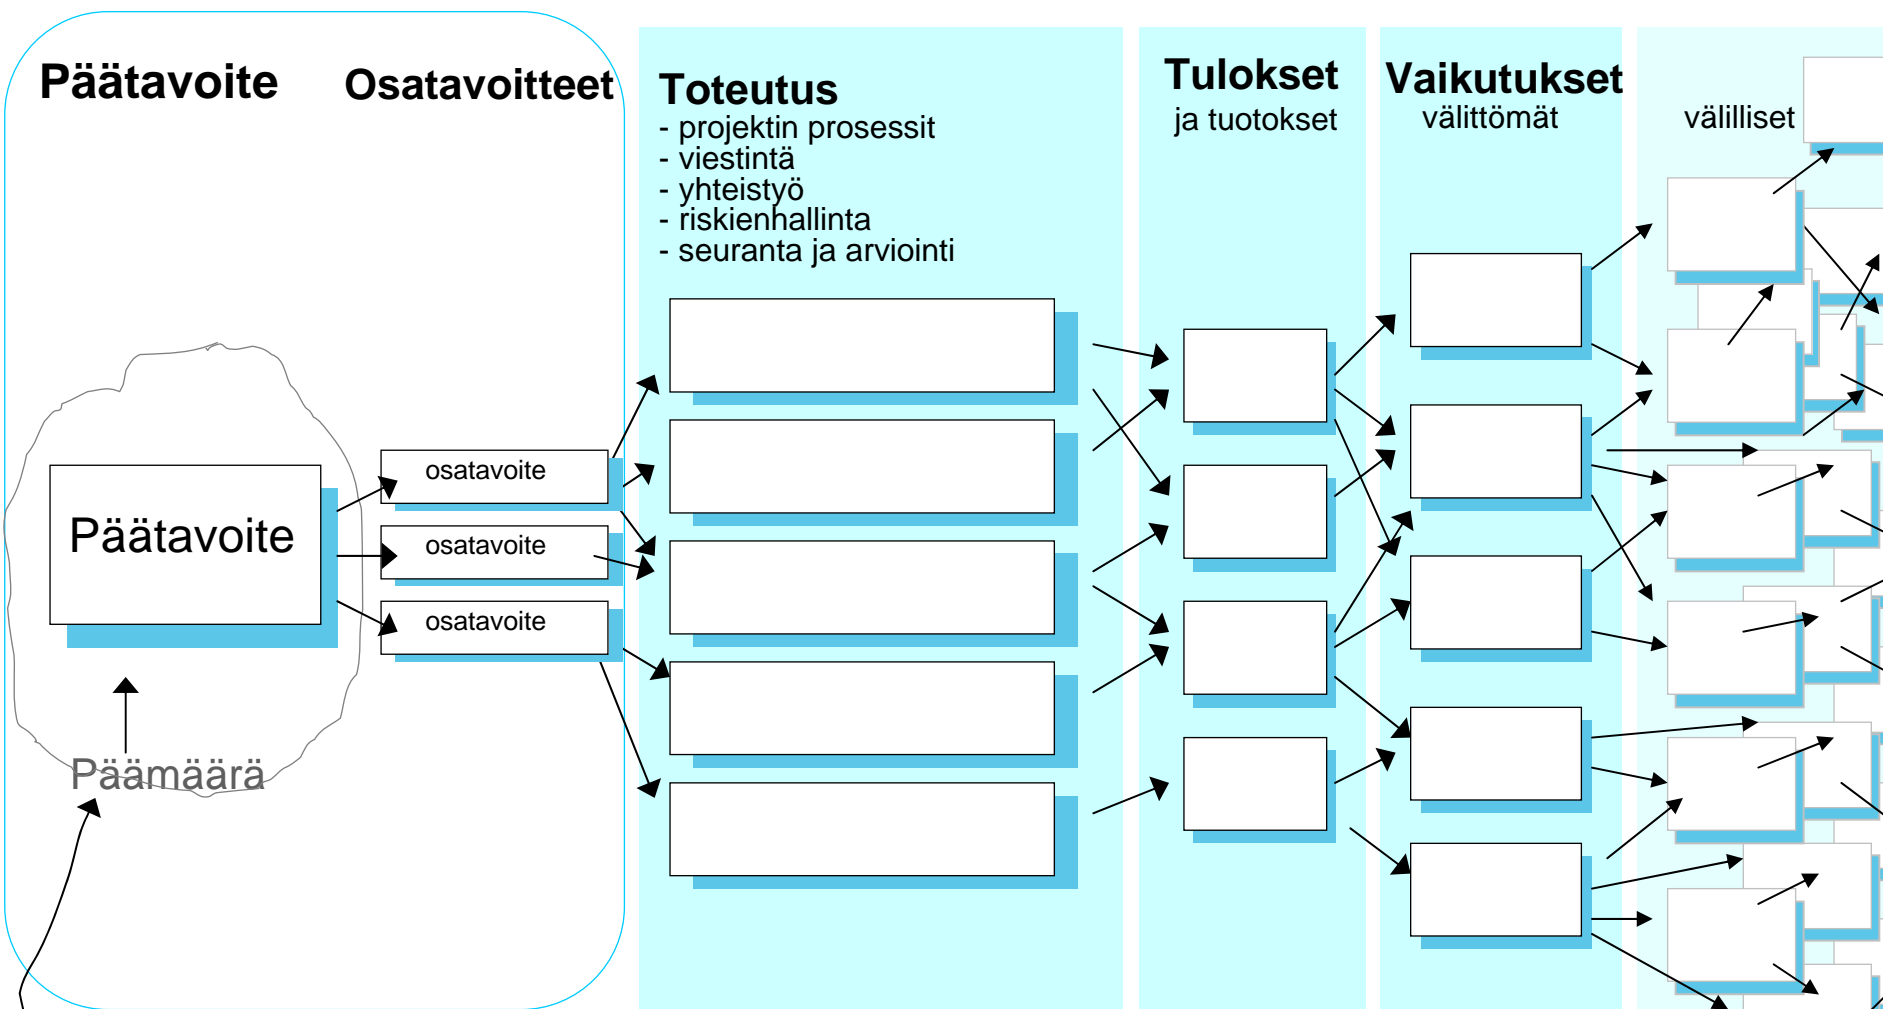 Päätavoite
Osatavoitteet
Toteutus
- projektin prosessit
- viestintä
- yhteistyö
- riskienhallinta
- seuranta ja arviointi
Tulokset
ja tuotokset
Vaikutukset
välittömät
välilliset
Päätavoite
osatavoite
osatavoite
osatavoite
Päämäärä